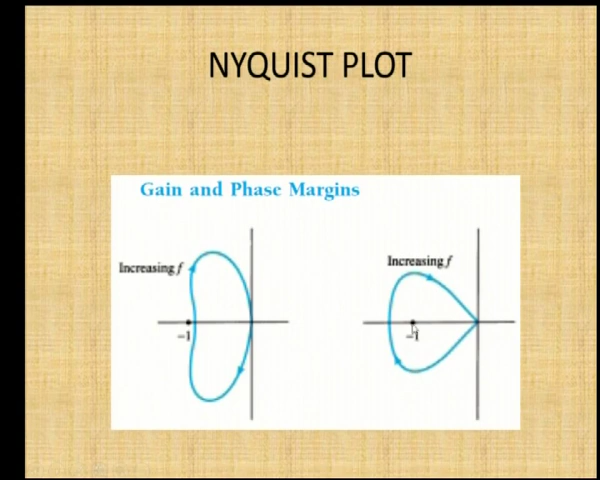 NYQUIST PLOT
Gain and Phase Margins
Increasing f
Increasing f
−1
−1